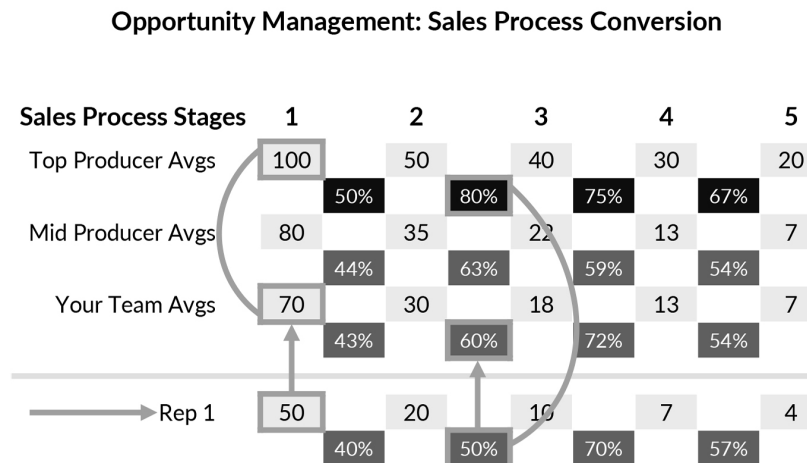 Opportunity Management: Sales Process Conversion
Sales Process Stages 1 2 3 4 5
Top Producer Avgs 100 50 40 30 20
50% 80% 75% 67%
Mid Producer Avgs 80 35 22 13 7
44% 63% 59% 54%
Your Team Avgs 70 30 18 13 7
43% 60% 72% 54%
Rep 1 50 20 10 7 4
40% 50% 70% 57%